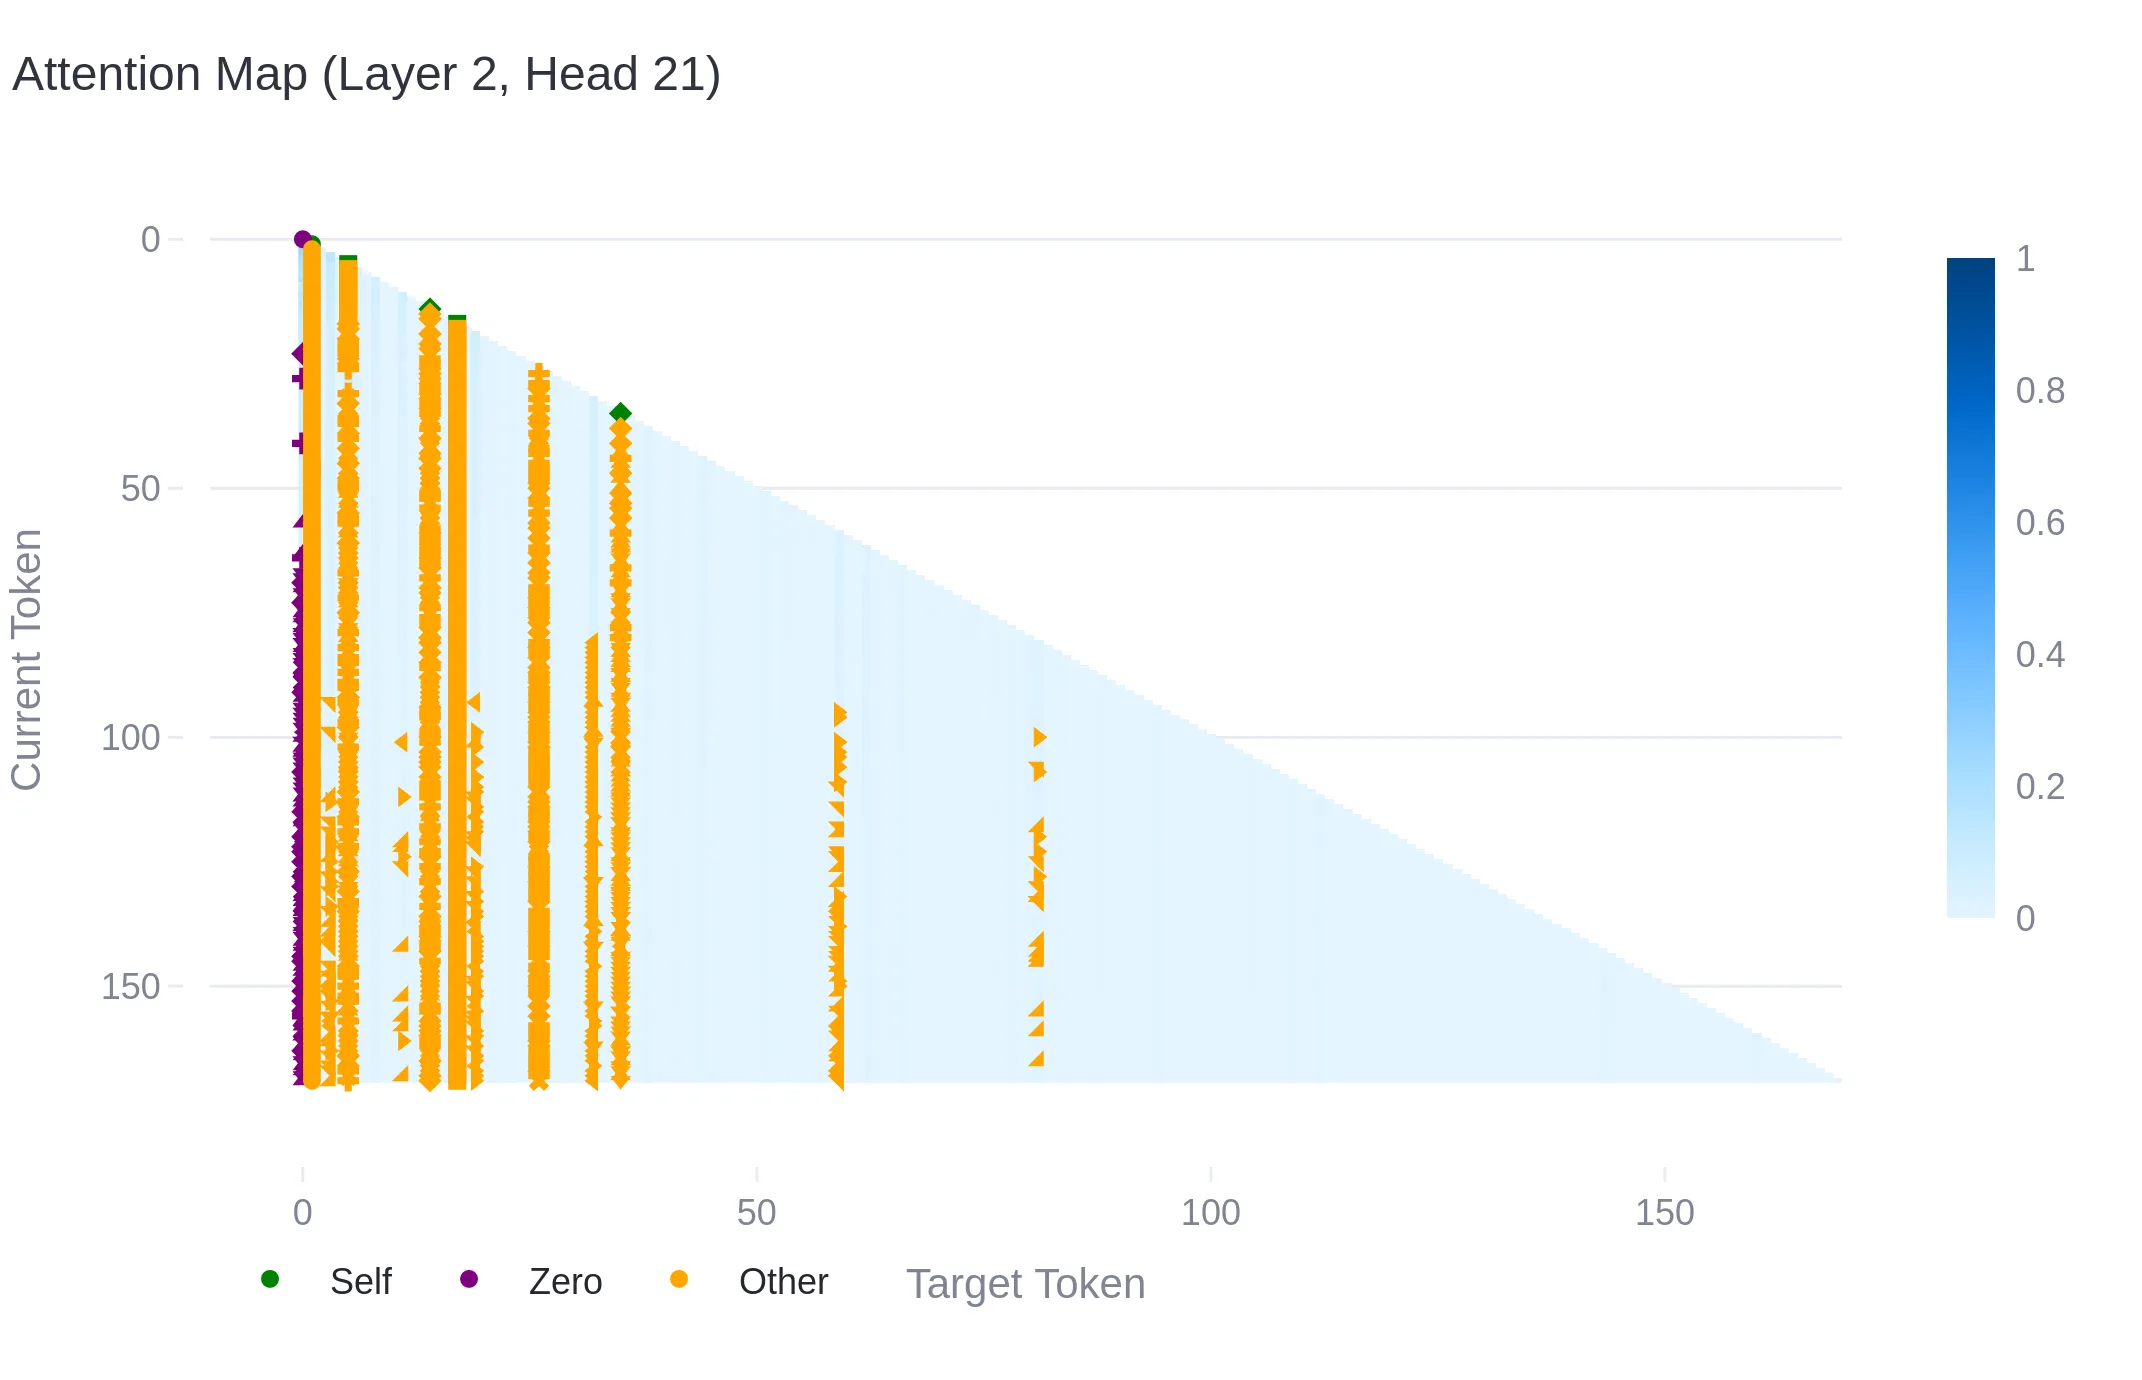 Attention Map (Layer 2, Head 21)
0
50
100
150
Current Token
1
0.8
0.6
0.4
0.2
0
0
50
100
150
Self
Zero
Other
Target Token